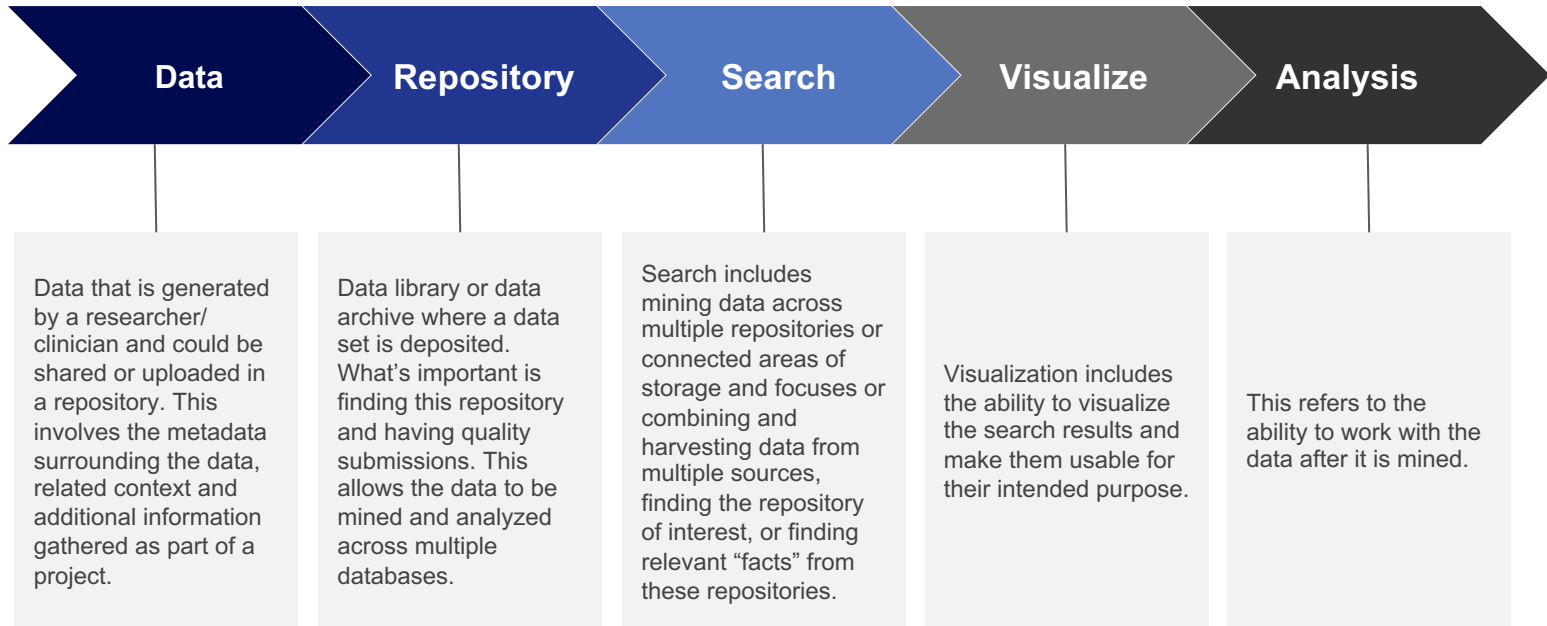 Data
Repository
Search
Visualize
Analysis
Data that is generated
by a researcher/
clinician and could be
shared or uploaded in
a repository. This
involves the metadata
surrounding the data,
related context and
additional information
gathered as part of a
project.
Data library or data
archive where a data
set is deposited.
What’s important is
finding this repository
and having quality
submissions. This
allows the data to be
mined and analyzed
across multiple
databases.
Search includes
mining data across
multiple repositories or
connected areas of
storage and focuses or
combining and
harvesting data from
multiple sources,
finding the repository
of interest, or finding
relevant “facts” from
these repositories.
Visualization includes
the ability to visualize
the search results and
make them usable for
their intended purpose.
This refers to the
ability to work with the
data after it is mined.